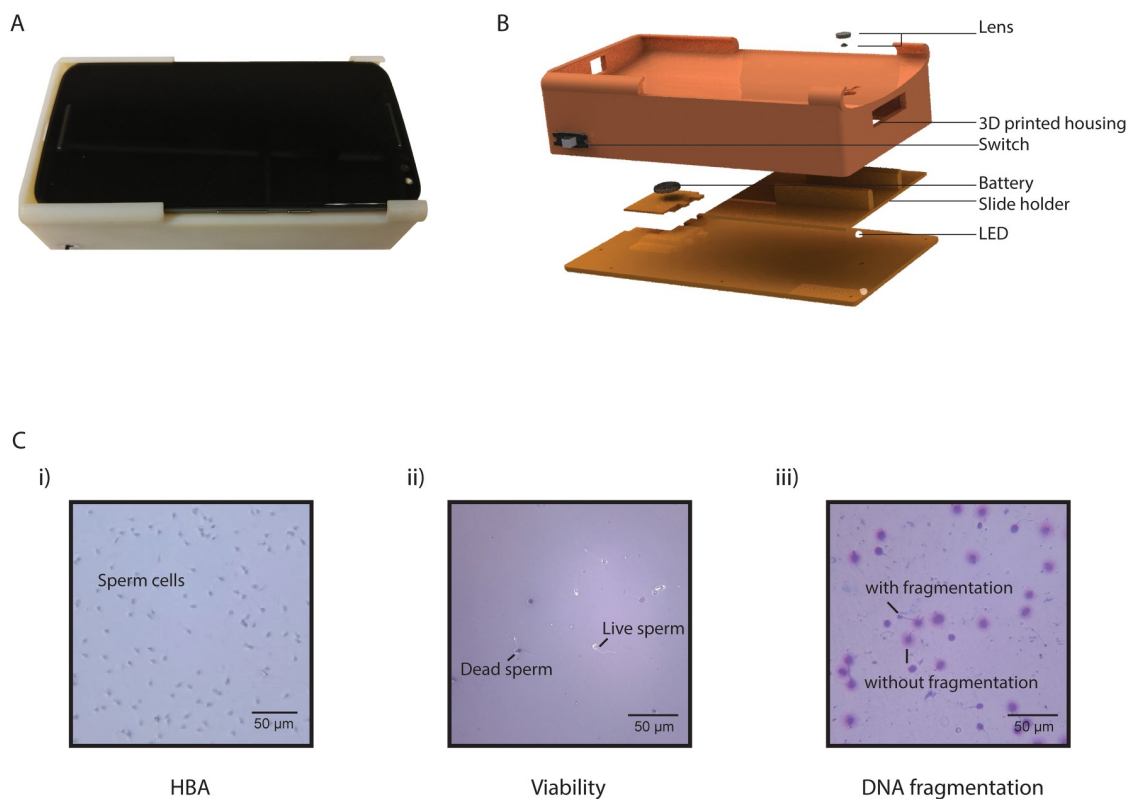 A
B
Lens
3D printed housing
Switch
Battery
Slide holder
LED
C
i)
ii)
iii)
Sperm cells
50 µm
Live sperm
Dead sperm
50 µm
with fragmentation
without fragmentation
50 µm
HBA
Viability
DNA fragmentation